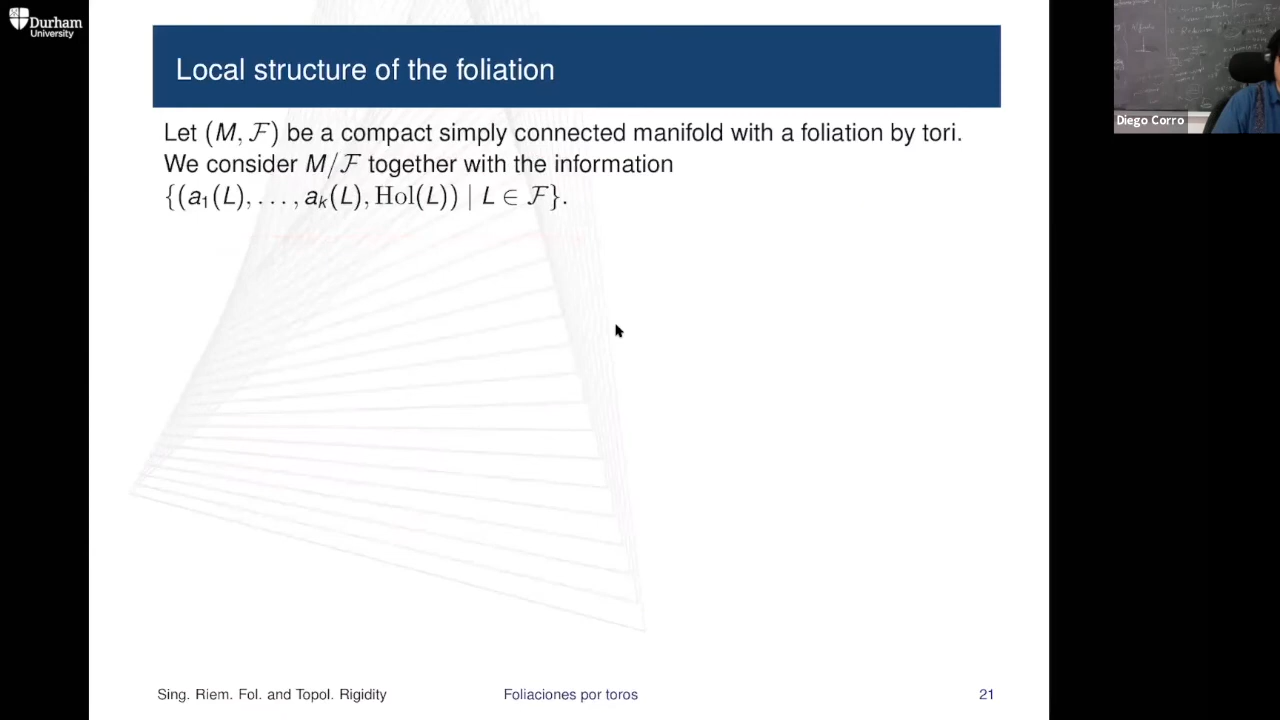 Durham
University
Local structure of the foliation
Let (M, ℱ) be a compact simply connected manifold with a foliation by tori.
We consider M/ℱ together with the information
{(a₁(L), …, aₖ(L), Hol(L)) | L ∈ ℱ}.
Diego Corro
Sing. Riem. Fol. and Topol. Rigidity
Foliaciones por toros
21